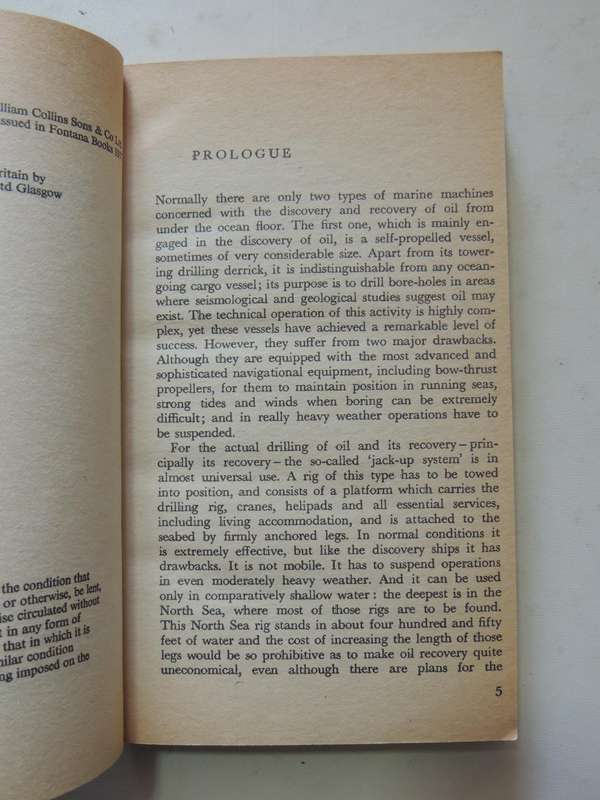 lliam Collins Sons & Co
issued in Fontana Books
ritain by
td Glasgow
the condition that
or otherwise, be lent,
ise circulated without
t in any form of
that in which it is
milar condition
ng imposed on the
PROLOGUE
Normally there are only two types of marine machines
concerned with the discovery and recovery of oil from
under the ocean floor. The first one, which is mainly en-
gaged in the discovery of oil, is a self-propelled vessel,
sometimes of very considerable size. Apart from its tower-
ing drilling derrick, it is indistinguishable from any ocean-
going cargo vessel; its purpose is to drill bore-holes in areas
where seismological and geological studies suggest oil may
exist. The technical operation of this activity is highly com-
plex, yet these vessels have achieved a remarkable level of
success. However, they suffer from two major drawbacks.
Although they are equipped with the most advanced and
sophisticated navigational equipment, including bow-thrust
propellers, for them to maintain position in running seas,
strong tides and winds when boring can be extremely
difficult; and in really heavy weather operations have to
be suspended.
For the actual drilling of oil and its recovery – prin-
cipally its recovery – the so-called 'jack-up system' is in
almost universal use. A rig of this type has to be towed
into position, and consists of a platform which carries the
drilling rig, cranes, helipads and all essential services,
including living accommodation, and is attached to the
seabed by firmly anchored legs. In normal conditions it
is extremely effective, but like the discovery ships it has
drawbacks. It is not mobile. It has to suspend operations
in even moderately heavy weather. And it can be used
only in comparatively shallow water: the deepest is in the
North Sea, where most of these rigs are to be found.
This North Sea rig stands in about four hundred and fifty
feet of water and the cost of increasing the length of those
legs would be so prohibitive as to make oil recovery quite
uneconomical, even although there are plans for the
5